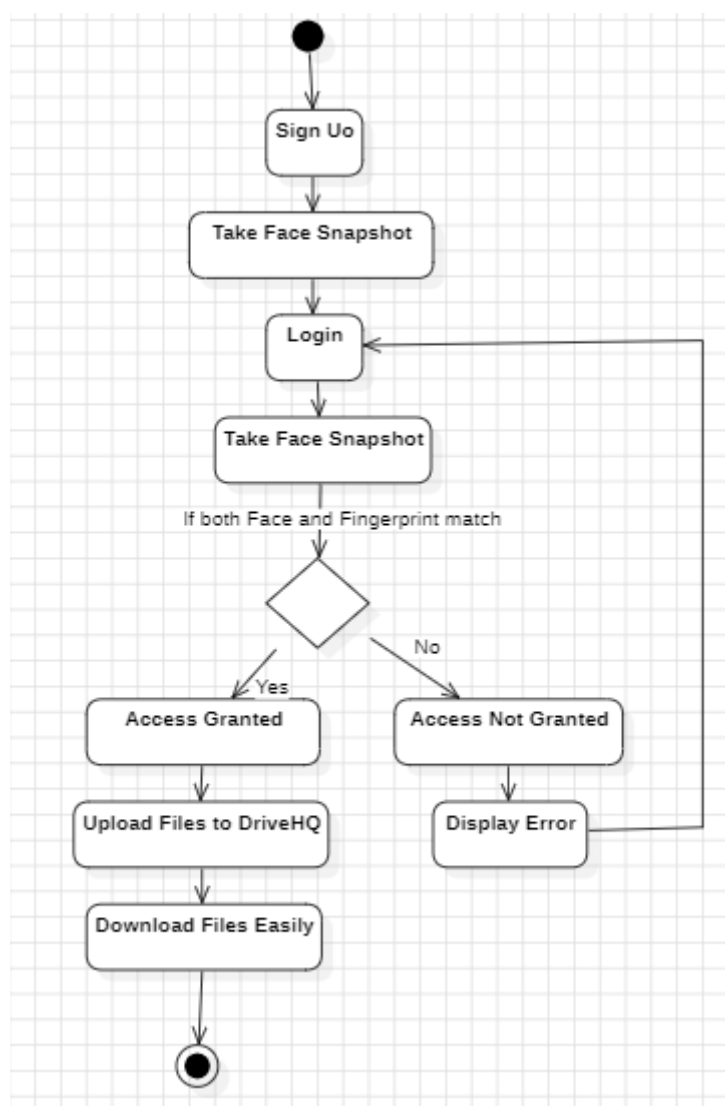 Sign Uo
Take Face Snapshot
Login
Take Face Snapshot
If both Face and Fingerprint match
No
Yes
Access Granted
Access Not Granted
Upload Files to DriveHQ
Display Error
Download Files Easily